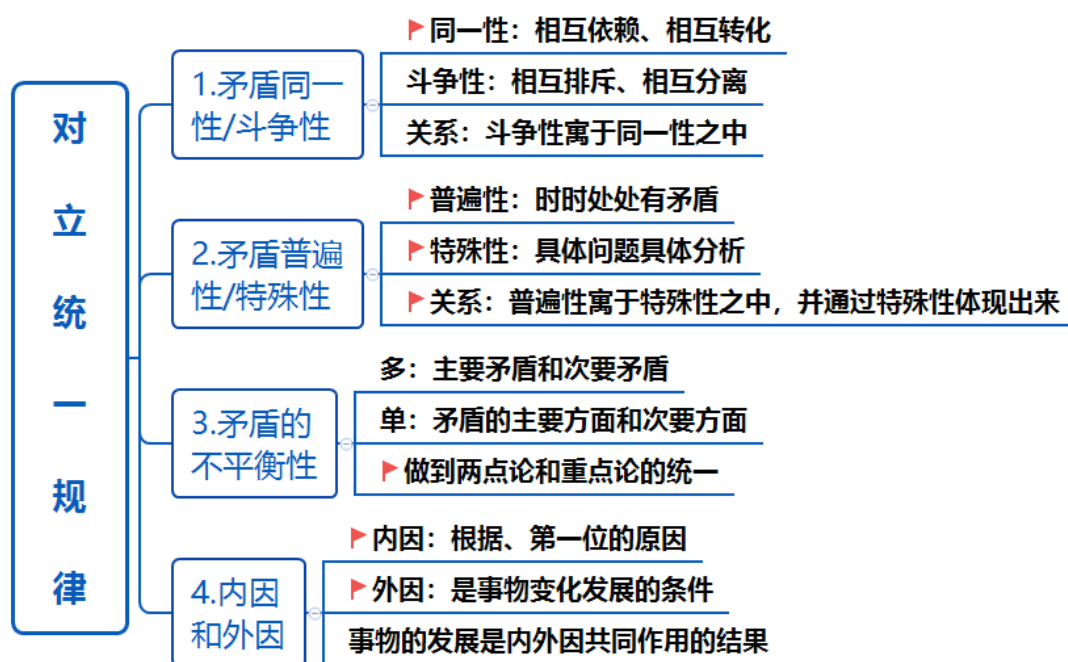 对立统一规律
1.矛盾同一
性/斗争性
同一性：相互依赖、相互转化
斗争性：相互排斥、相互分离
关系：斗争性寓于同一性之中
2.矛盾普遍
性/特殊性
普遍性：时时处处有矛盾
特殊性：具体问题具体分析
关系：普遍性寓于特殊性之中，并通过特殊性体现出来
3.矛盾的
不平衡性
多：主要矛盾和次要矛盾
单：矛盾的主要方面和次要方面
做到两点论和重点论的统一
4.内因
和外因
内因：根据、第一位的原因
外因：是事物变化发展的条件
事物的发展是内外因共同作用的结果